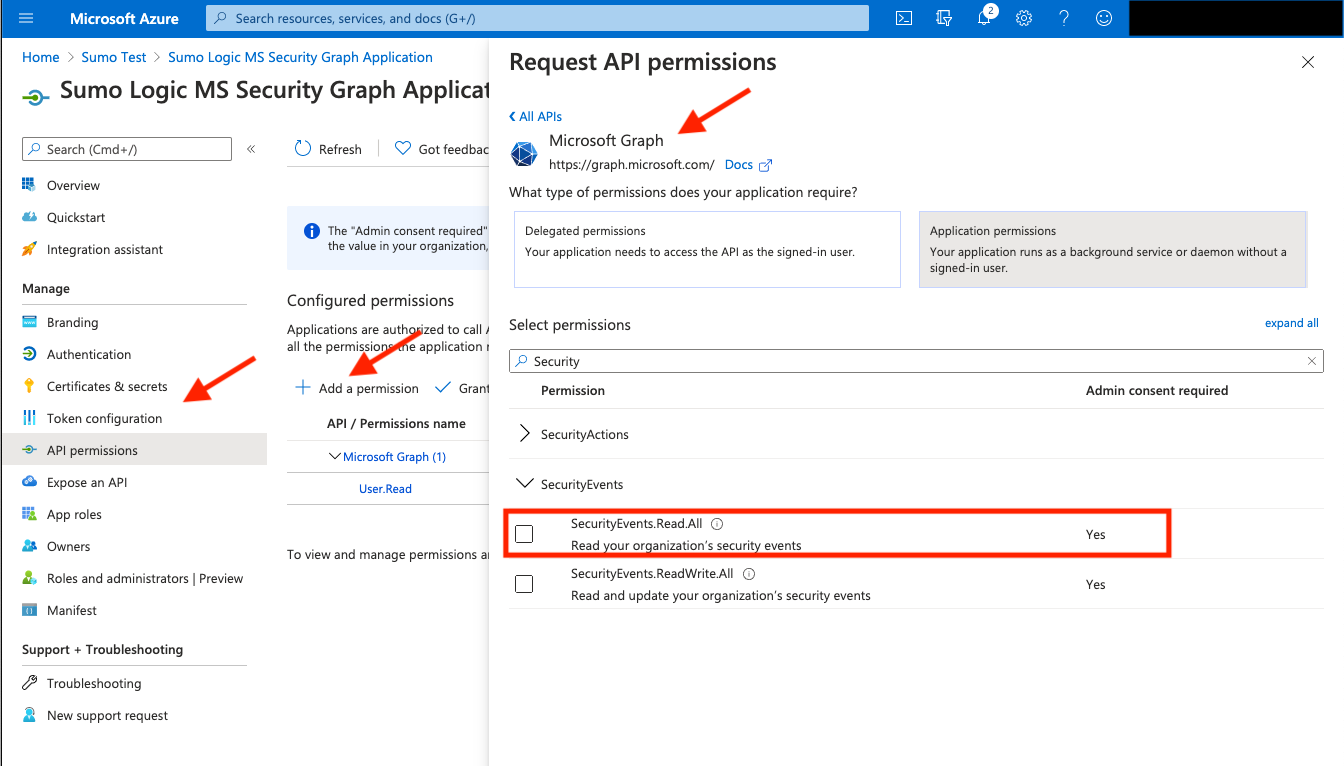 Microsoft Azure
Search resources, services, and docs (G+/)
2
Home > Sumo Test > Sumo Logic MS Security Graph Application
Sumo Logic MS Security Graph Applicat
Search (Cmd+/)
«
Overview
Quickstart
Integration assistant
Manage
Branding
Authentication
Certificates & secrets
Token configuration
API permissions
Expose an API
App roles
Owners
Roles and administrators | Preview
Manifest
Support + Troubleshooting
Troubleshooting
New support request
Refresh
Got feedbac
The "Admin consent required"
the value in your organization,
Configured permissions
Applications are authorized to call A
all the permissions the application r
Add a permission
Grant
API / Permissions name
Microsoft Graph (1)
User.Read
To view and manage permissions a
Request API permissions
All APIs
Microsoft Graph
https://graph.microsoft.com/ Docs
What type of permissions does your application require?
Delegated permissions
Your application needs to access the API as the signed-in user.
Application permissions
Your application runs as a background service or daemon without a
signed-in user.
Select permissions
expand all
Security
Permission
Admin consent required
SecurityActions
SecurityEvents
SecurityEvents.Read.All
Read your organization's security events
Yes
SecurityEvents.ReadWrite.All
Read and update your organization's security events
Yes